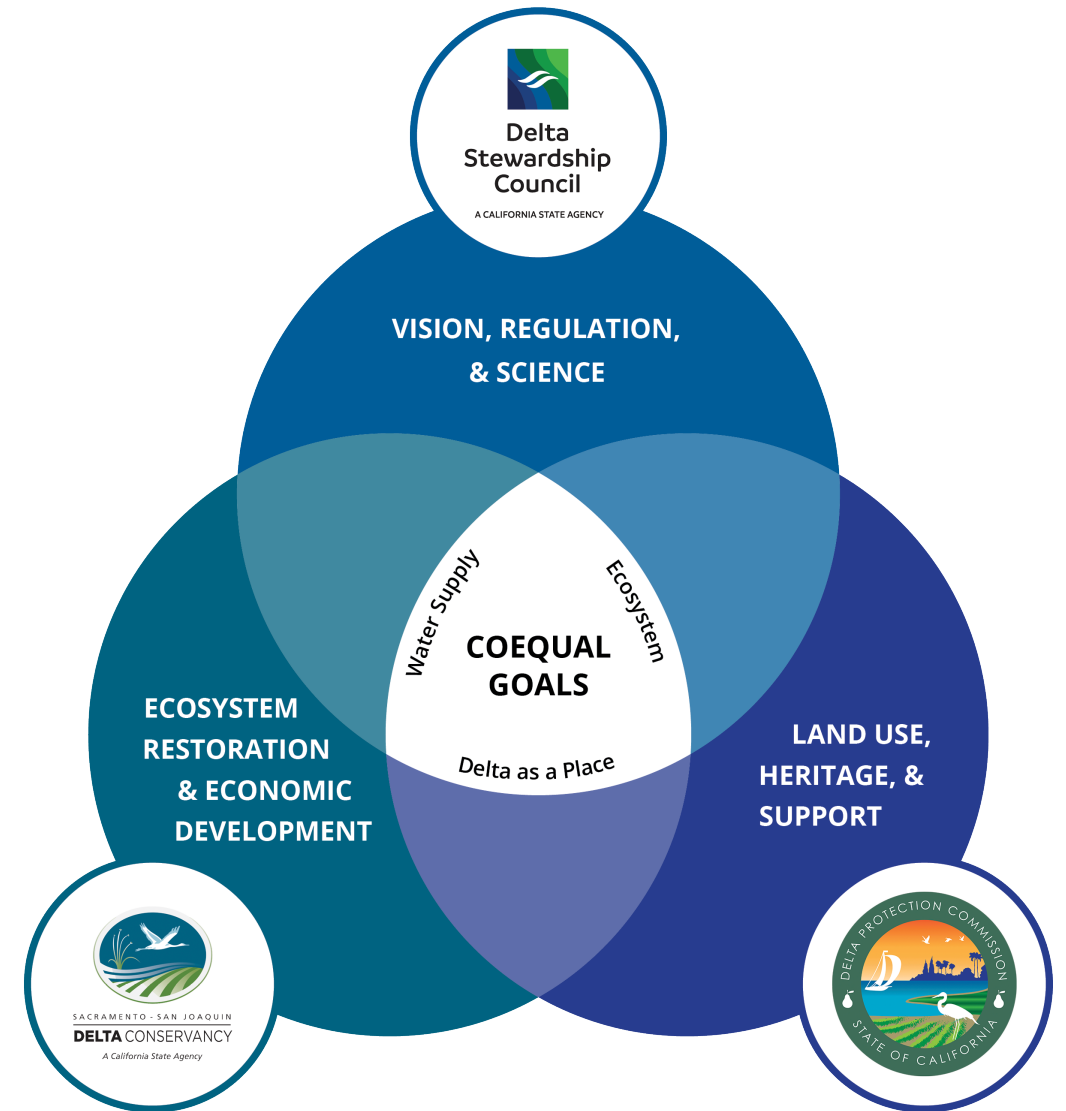 Delta
Stewardship
Council
A CALIFORNIA STATE AGENCY
VISION, REGULATION,
& SCIENCE
Water Supply
Ecosystem
COEQUAL
GOALS
Delta as a Place
ECOSYSTEM
RESTORATION
& ECONOMIC
DEVELOPMENT
LAND USE,
HERITAGE, &
SUPPORT
SACRAMENTO - SAN JOAQUIN
DELTA CONSERVANCY
A California State Agency
DELTA PROTECTION COMMISSION
STATE OF CALIFORNIA